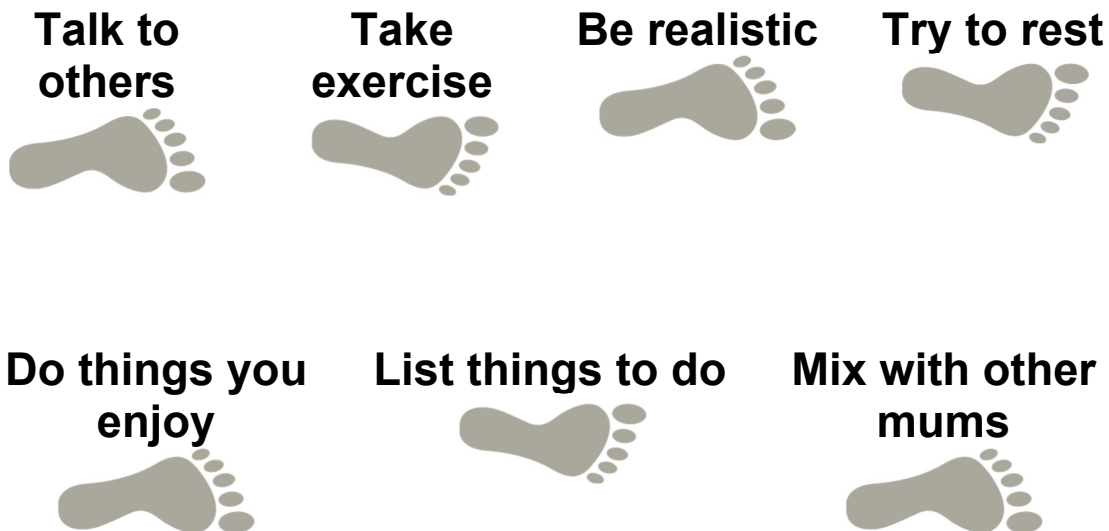 Talk to
others
Take
exercise
Be realistic
Try to rest
Do things you
enjoy
List things to do
Mix with other
mums